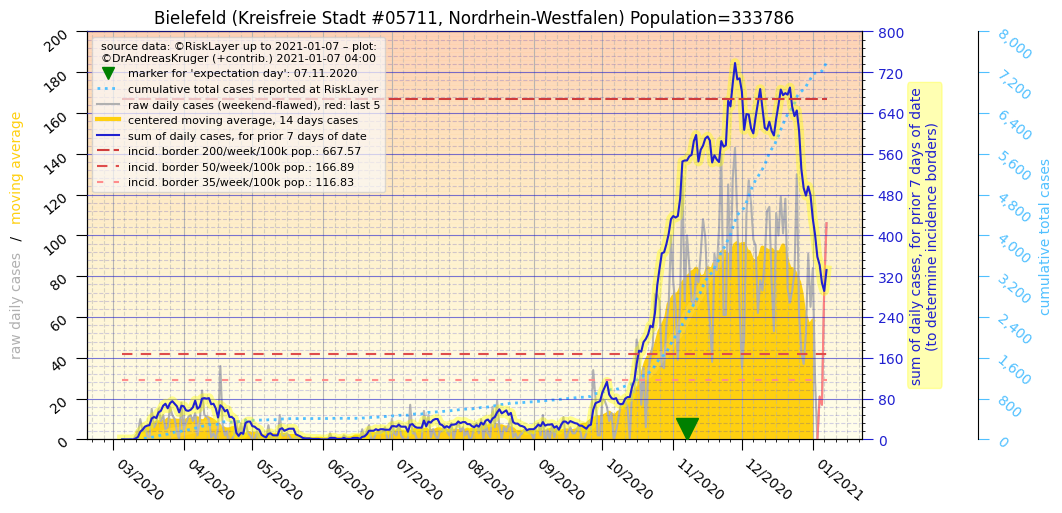 Bielefeld (Kreisfreie Stadt #05711, Nordrhein-Westfalen) Population=333786
source data: ©RiskLayer up to 2021-01-07 – plot:
©DrAndreasKruger (+contrib.) 2021-01-07 04:00
marker for 'expectation day': 07.11.2020
cumulative total cases reported at RiskLayer
raw daily cases (weekend-flawed), red: last 5
centered moving average, 14 days cases
sum of daily cases, for prior 7 days of date
incid. border 200/week/100k pop.: 667.57
incid. border 50/week/100k pop.: 166.89
incid. border 35/week/100k pop.: 116.83
raw daily cases / moving average
200
180
160
140
120
100
80
60
40
20
0
03/2020
04/2020
05/2020
06/2020
07/2020
08/2020
09/2020
10/2020
11/2020
12/2020
01/2021
800
720
640
560
480
400
320
240
160
80
0
sum of daily cases, for prior 7 days of date
(to determine incidence borders)
8,000
7,200
6,400
5,600
4,800
4,000
3,200
2,400
1,600
800
0
cumulative total cases